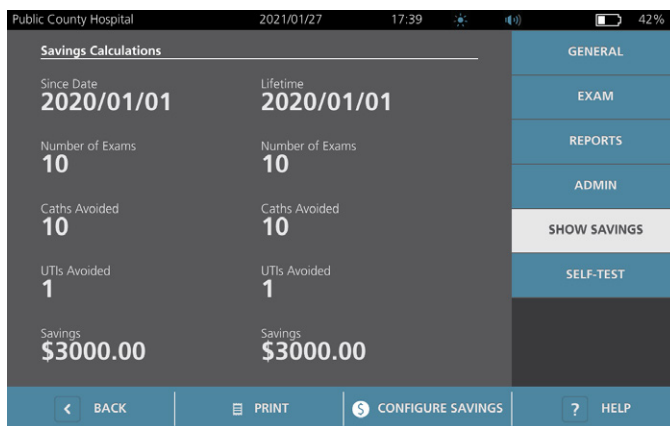 Public County Hospital 2021/01/27 17:39 42%
Savings Calculations
Since Date Lifetime
2020/01/01 2020/01/01
Number of Exams Number of Exams
10 10
Caths Avoided Caths Avoided
10 10
UTIs Avoided UTIs Avoided
1 1
Savings Savings
$3000.00 $3000.00
GENERAL
EXAM
REPORTS
ADMIN
SHOW SAVINGS
SELF-TEST
< BACK PRINT $ CONFIGURE SAVINGS ? HELP